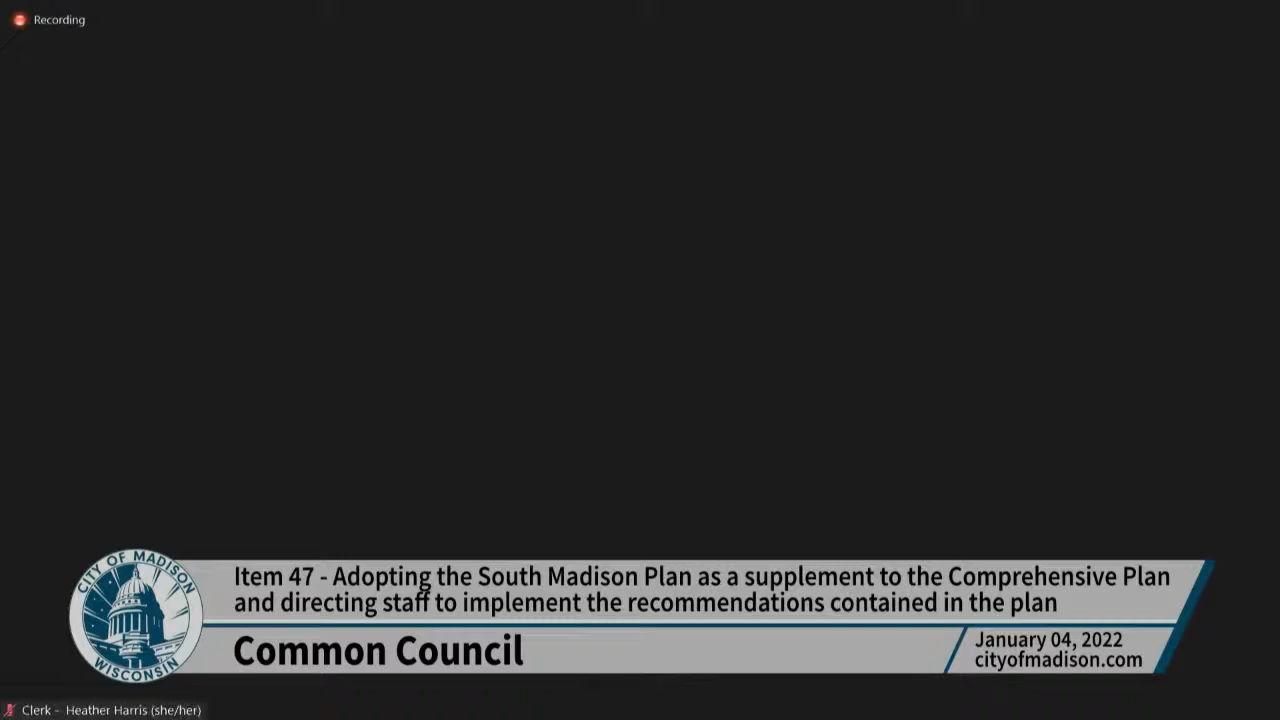 Recording
Item 47 - Adopting the South Madison Plan as a supplement to the Comprehensive Plan
and directing staff to implement the recommendations contained in the plan
Common Council
January 04, 2022
cityofmadison.com
CITY OF MADISON
WISCONSIN
Clerk - Heather Harris (she/her)